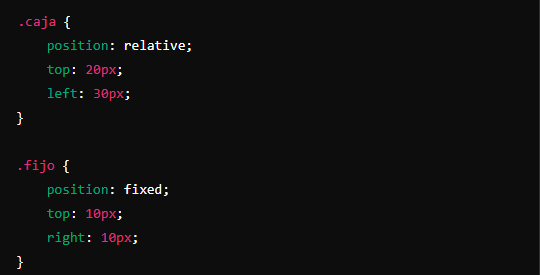 .caja {
    position: relative;
    top: 20px;
    left: 30px;
}

.fijo {
    position: fixed;
    top: 10px;
    right: 10px;
}